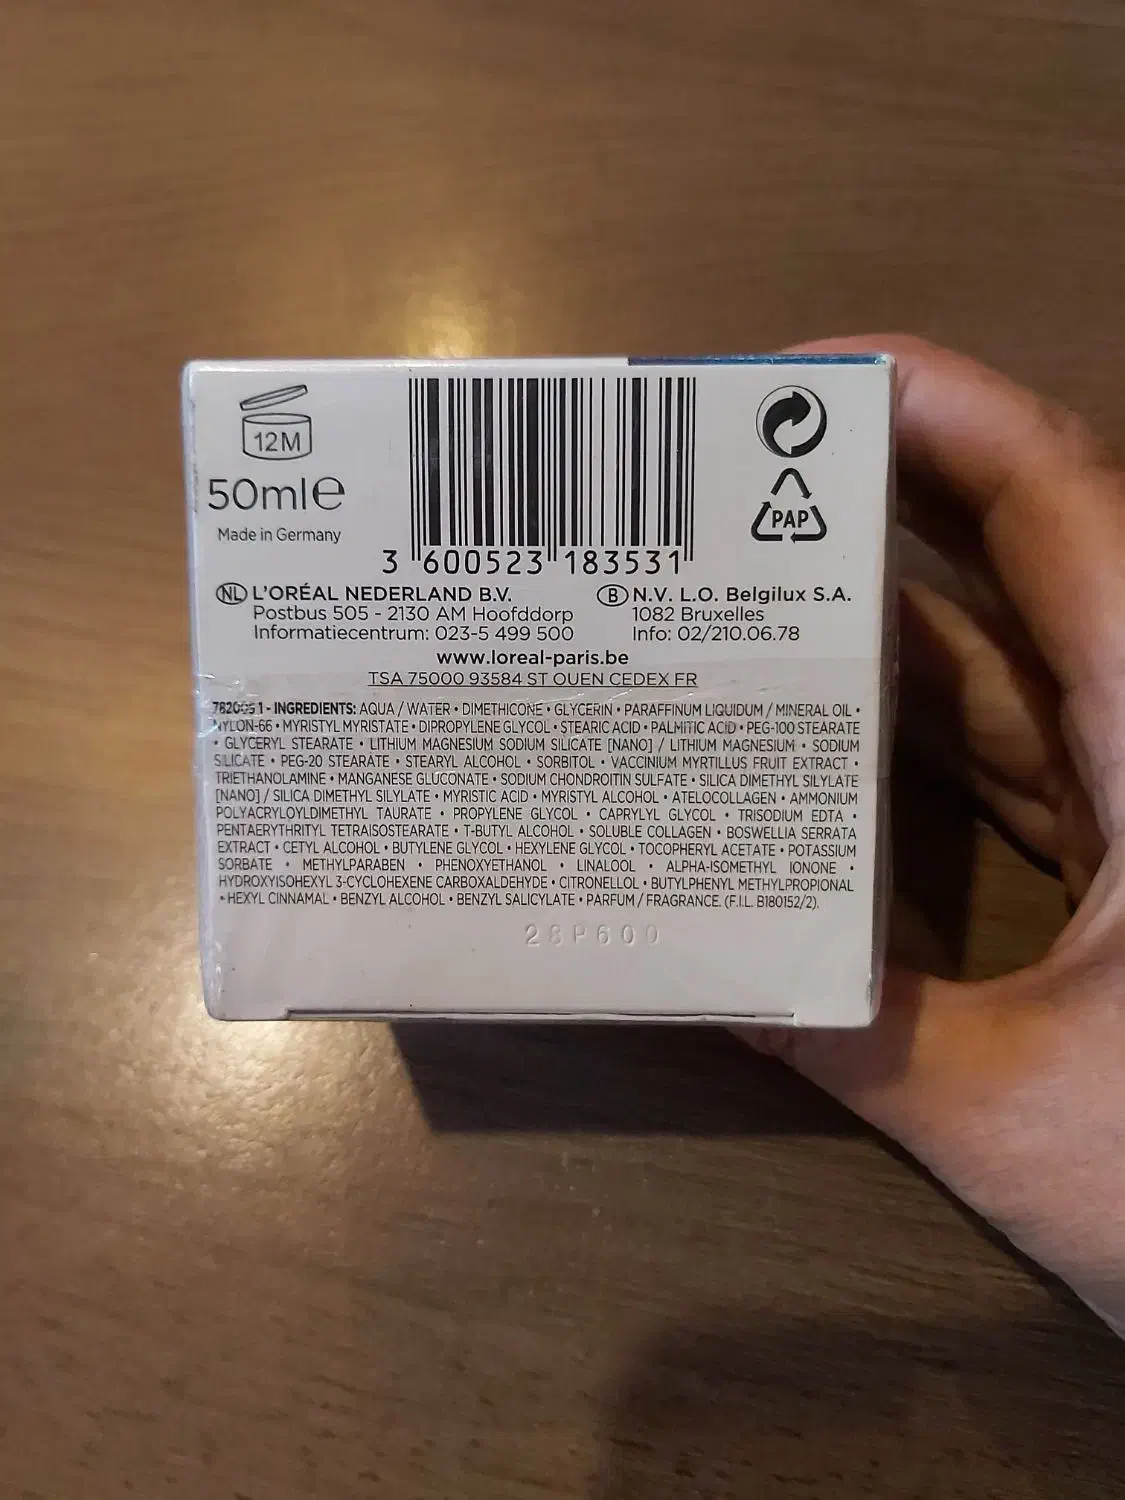 12M
50ml℮
Made in Germany
3 600523 183531
PAP
NL L'ORÉAL NEDERLAND B.V.
Postbus 505 - 2130 AM Hoofddorp
Informatiecentrum: 023-5 499 500
B N.V. L.O. Belgilux S.A.
1082 Bruxelles
Info: 02/210.06.78
www.loreal-paris.be
TSA 75000 93584 ST OUEN CEDEX FR
782005 1 - INGREDIENTS: AQUA / WATER • DIMETHICONE • GLYCERIN • PARAFFINUM LIQUIDUM / MINERAL OIL •
NYLON-66 • MYRISTYL MYRISTATE • DIPROPYLENE GLYCOL • STEARIC ACID • PALMITIC ACID • PEG-100 STEARATE
• GLYCERYL STEARATE • LITHIUM MAGNESIUM SODIUM SILICATE [NANO] / LITHIUM MAGNESIUM • SODIUM
SILICATE • PEG-20 STEARATE • STEARYL ALCOHOL • SORBITOL • VACCINIUM MYRTILLUS FRUIT EXTRACT •
TRIETHANOLAMINE • MANGANESE GLUCONATE • SODIUM CHONDROITIN SULFATE • SILICA DIMETHYL SILYLATE
[NANO] / SILICA DIMETHYL SILYLATE • MYRISTIC ACID • MYRISTYL ALCOHOL • ATELOCOLLAGEN • AMMONIUM
POLYACRYLOYLDIMETHYL TAURATE • PROPYLENE GLYCOL • CAPRYLYL GLYCOL • TRISODIUM EDTA •
PENTAERYTHRITYL TETRAISOSTEARATE • T-BUTYL ALCOHOL • SOLUBLE COLLAGEN • BOSWELLIA SERRATA
EXTRACT • CETYL ALCOHOL • BUTYLENE GLYCOL • HEXYLENE GLYCOL • TOCOPHERYL ACETATE • POTASSIUM
SORBATE • METHYLPARABEN • PHENOXYETHANOL • LINALOOL • ALPHA-ISOMETHYL IONONE •
HYDROXYISOHEXYL 3-CYCLOHEXENE CARBOXALDEHYDE • CITRONELLOL • BUTYLPHENYL METHYLPROPIONAL
• HEXYL CINNAMAL • BENZYL ALCOHOL • BENZYL SALICYLATE • PARFUM / FRAGRANCE. (F.I.L. B180152/2).
28P600